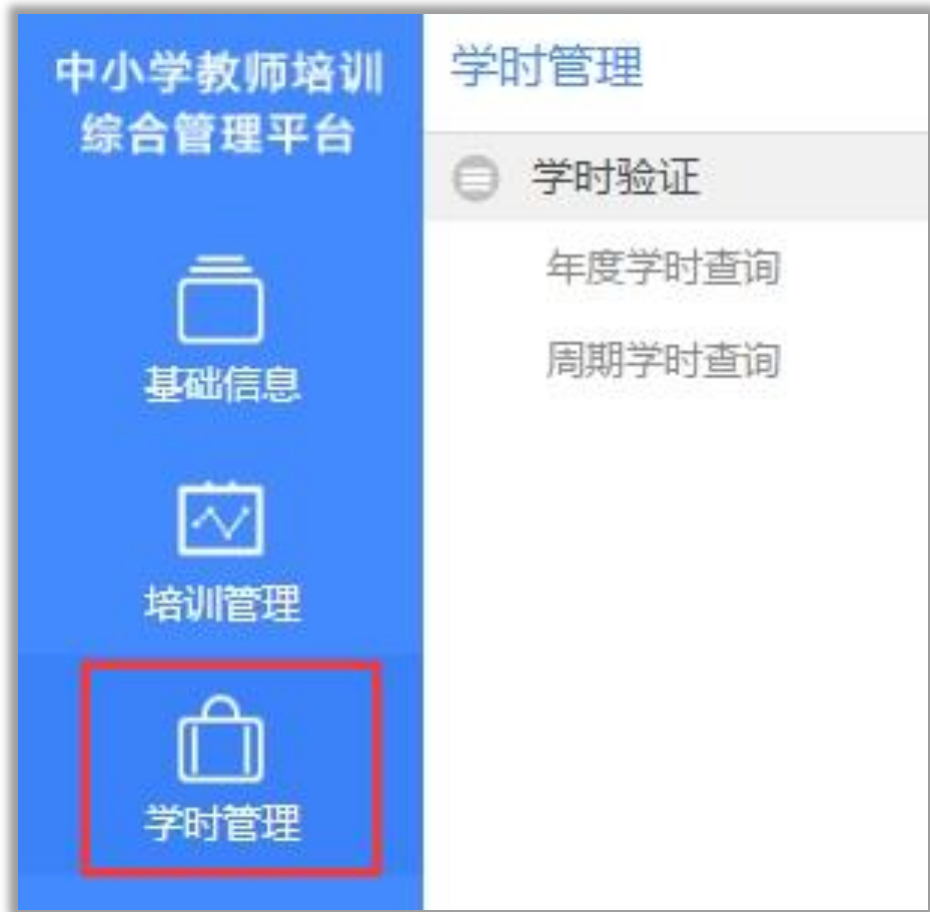 中小学教师培训
综合管理平台
基础信息
培训管理
学时管理
学时管理
学时验证
年度学时查询
周期学时查询